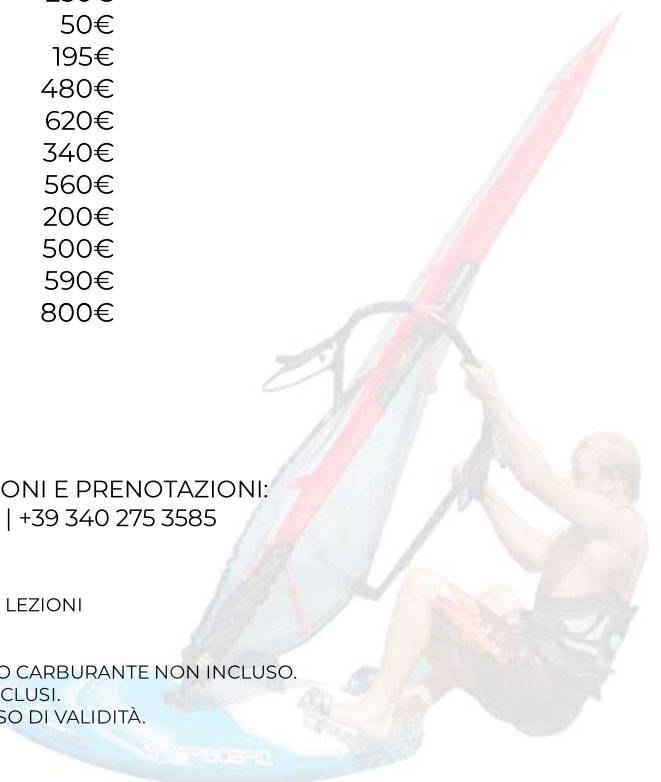 50€
195€
480€
620€
340€
560€
200€
500€
590€
800€
ONI E PRENOTAZIONI:
| +39 340 275 3585
LEZIONI
O CARBURANTE NON INCLUSO.
CLUSI.
SO DI VALIDITÀ.